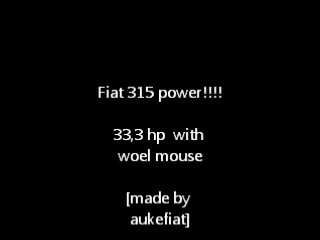 Fiat 315 power!!!!
33,3 hp with
woel mouse
[made by
aukefiat]